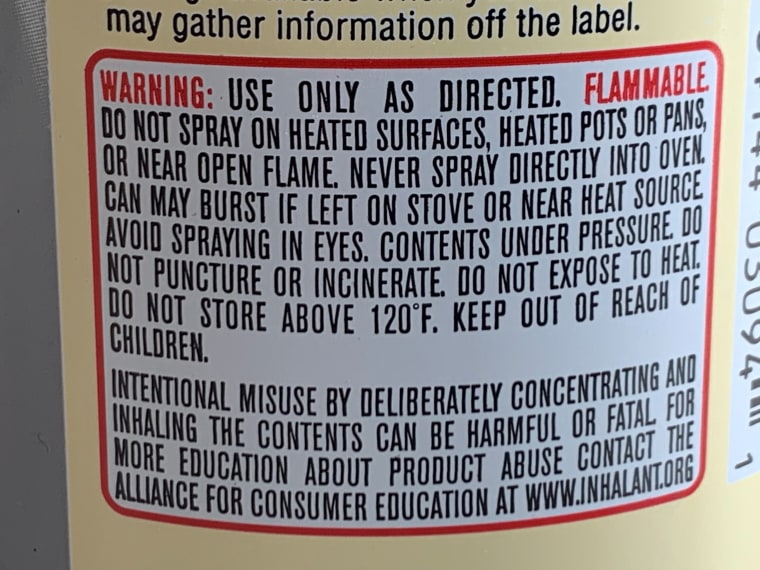 may gather information off the label.
WARNING: USE ONLY AS DIRECTED. FLAMMABLE.
DO NOT SPRAY ON HEATED SURFACES, HEATED POTS OR PANS,
OR NEAR OPEN FLAME. NEVER SPRAY DIRECTLY INTO OVEN.
CAN MAY BURST IF LEFT ON STOVE OR NEAR HEAT SOURCE.
AVOID SPRAYING IN EYES. CONTENTS UNDER PRESSURE. DO
NOT PUNCTURE OR INCINERATE. DO NOT EXPOSE TO HEAT.
DO NOT STORE ABOVE 120°F. KEEP OUT OF REACH OF
CHILDREN.
INTENTIONAL MISUSE BY DELIBERATELY CONCENTRATING AND
INHALING THE CONTENTS CAN BE HARMFUL OR FATAL. FOR
MORE EDUCATION ABOUT PRODUCT ABUSE CONTACT THE
ALLIANCE FOR CONSUMER EDUCATION AT WWW.INHALANT.ORG